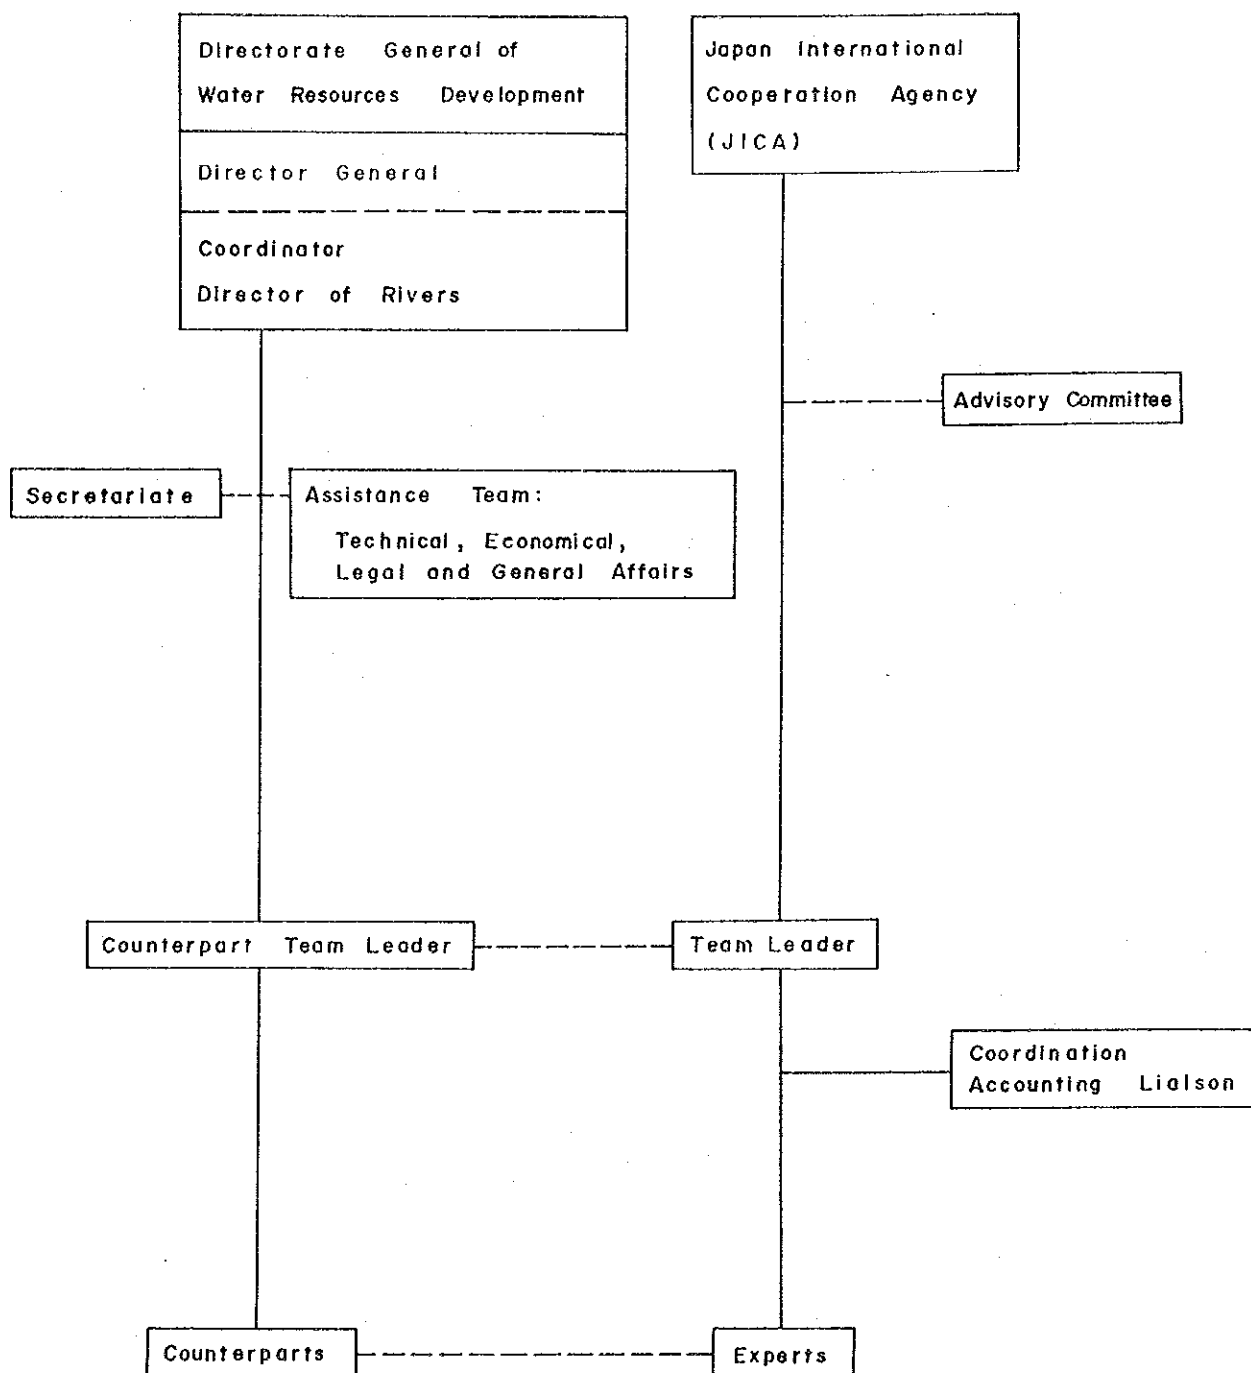 Directorate General of
Water Resources Development
Director General
Coordinator
Director of Rivers
Japan International
Cooperation Agency
(JICA)
Advisory Committee
Secretariate
Assistance Team:
Technical, Economical,
Legal and General Affairs
Counterpart Team Leader
Team Leader
Coordination
Accounting Liaison
Counterparts
Experts